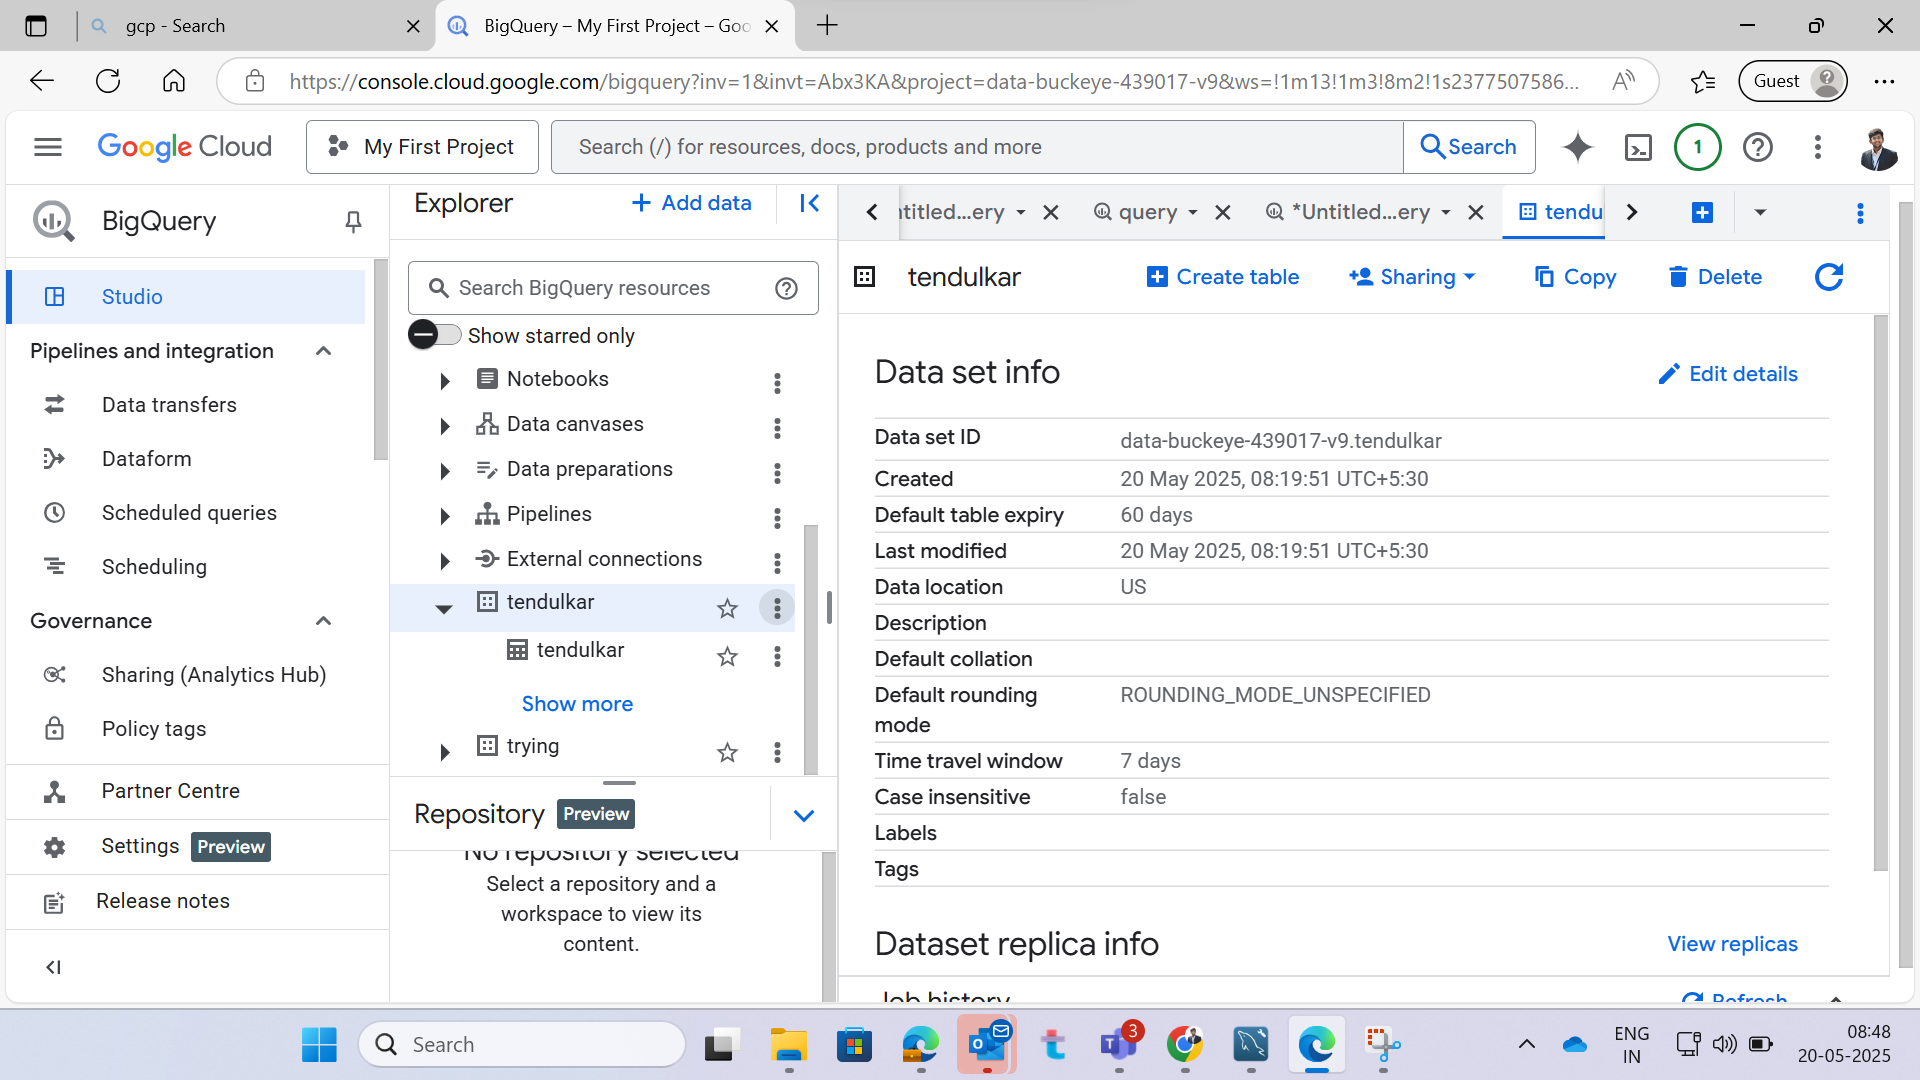 gcp - Search
BigQuery – My First Project – Goo
https://console.cloud.google.com/bigquery?inv=1&invt=Abx3KA&project=data-buckeye-439017-v9&ws=!1m13!1m3!8m2!1s2377507586...
A
Guest
Google Cloud
My First Project
Search (/) for resources, docs, products and more
Search
1
BigQuery
Studio
Pipelines and integration
Data transfers
Dataform
Scheduled queries
Scheduling
Governance
Sharing (Analytics Hub)
Policy tags
Partner Centre
Settings Preview
Release notes
Explorer
Add data
Search BigQuery resources
Show starred only
Notebooks
Data canvases
Data preparations
Pipelines
External connections
tendulkar
tendulkar
Show more
trying
Repository Preview
No repository selected
Select a repository and a
workspace to view its
content.
ntitled...ery
query
*Untitled...ery
tendu
tendulkar
Create table
Sharing
Copy
Delete
Data set info
Edit details
Data set ID data-buckeye-439017-v9.tendulkar
Created 20 May 2025, 08:19:51 UTC+5:30
Default table expiry 60 days
Last modified 20 May 2025, 08:19:51 UTC+5:30
Data location US
Description
Default collation
Default rounding mode ROUNDING_MODE_UNSPECIFIED
Time travel window 7 days
Case insensitive false
Labels
Tags
Dataset replica info
View replicas
Job history
Refresh
Search
3
ENG
IN
08:48
20-05-2025